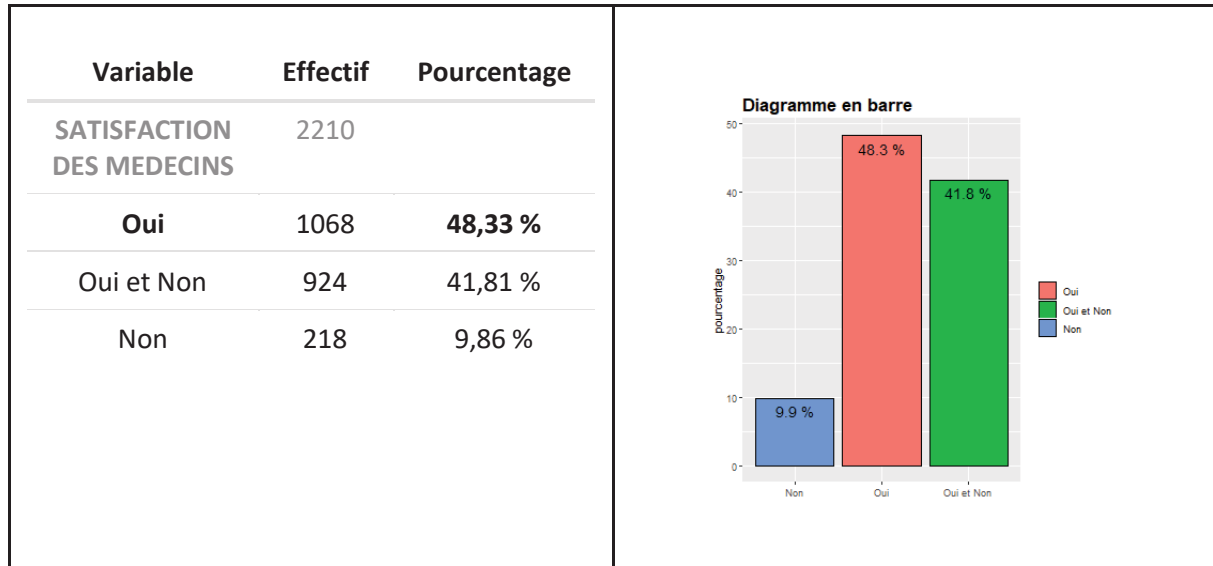 Variable Effectif Pourcentage
SATISFACTION 2210
DES MEDECINS
Oui 1068 48,33 %
Oui et Non 924 41,81 %
Non 218 9,86 %
Diagramme en barre
50
40
30
20
10
0
pourcentage
9.9 %
48.3 %
41.8 %
Non Oui Oui et Non
Oui
Oui et Non
Non